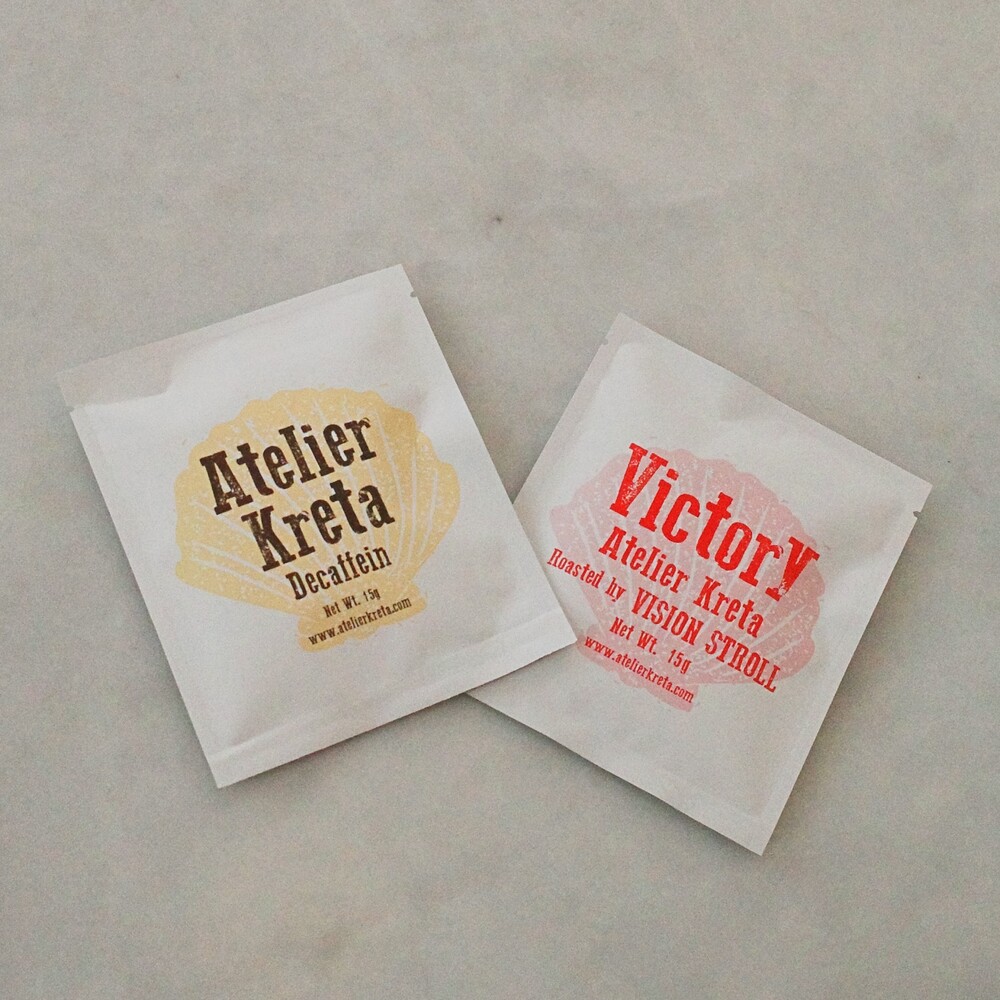 Atelier
Kreta
Decaffein
Net Wt. 15g
www.atelierkreta.com
Victory
Atelier Kreta
Roasted by VISION STROLL
Net Wt. 15g
www.atelierkreta.com